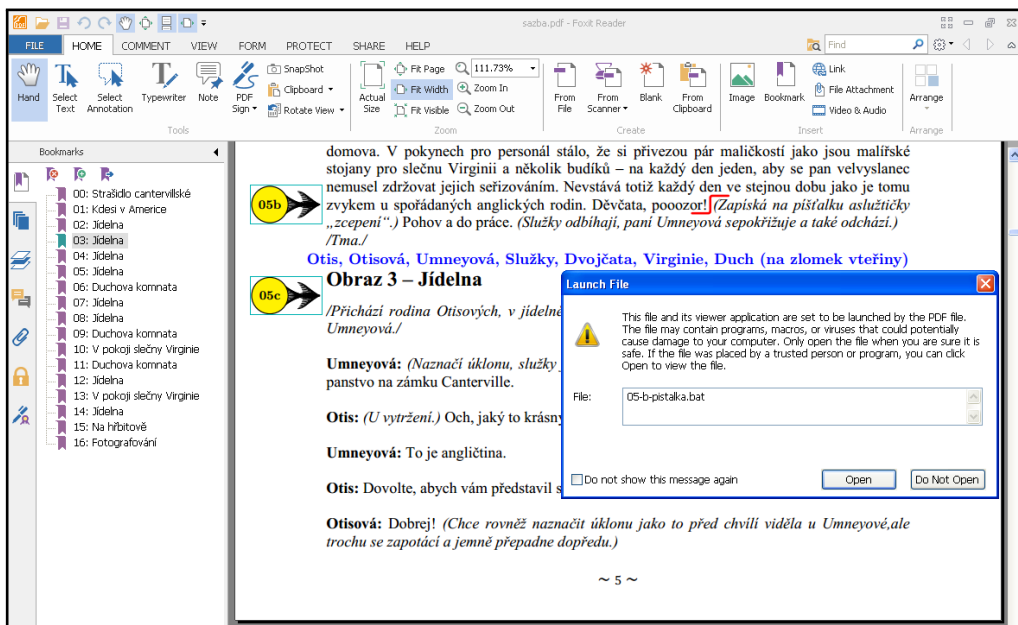 sazba.pdf - Foxit Reader
FILE HOME COMMENT VIEW FORM PROTECT SHARE HELP Find
Hand
Select Text
Select Annotation
Typewriter
Note
PDF Sign
SnapShot
Clipboard
Rotate View
Tools
Actual Size
Fit Page
Fit Width
Fit Visible
111.73%
Zoom In
Zoom Out
Zoom
From File
From Scanner
Blank
From Clipboard
Create
Image
Bookmark
Link
File Attachment
Video & Audio
Insert
Arrange
Arrange
Bookmarks
00: Strašidlo cantervillské
01: Kdesi v Americe
02: Jídelna
03: Jídelna
04: Jídelna
05: Jídelna
06: Duchova komnata
07: Jídelna
08: Jídelna
09: Duchova komnata
10: V pokoji slečny Virginie
11: Duchova komnata
12: Jídelna
13: V pokoji slečny Virginie
14: Jídelna
15: Na hřbitově
16: Fotografování
domova. V pokynech pro personál stálo, že si přivezou pár maličkostí jako jsou malířské
stojany pro slečnu Virginii a několik budíků – na každý den jeden, aby se pan velvyslanec
nemusel zdržovat jejich seřizováním. Nevstává totiž každý den ve stejnou dobu jako je tomu
05b
zvykem u spořádaných anglických rodin. Děvčata, pooozor! (Zapíská na píšťalku aslužtičky
„zcepení“.) Pohov a do práce. (Služky odbíhají, paní Umneyová sepokřižuje a také odchází.)
/Tma./
Otis, Otisová, Umneyová, Služky, Dvojčata, Virginie, Duch (na zlomek vteřiny)
05c
Obraz 3 – Jídelna
/Přichází rodina Otisových, v jídelně
Umneyová./
Umneyová: (Naznačí úklonu, služky
panstvo na zámku Canterville.
Otis: (U vytržení.) Och, jaký to krásný
Umneyová: To je angličtina.
Otis: Dovolte, abych vám představil s
Otisová: Dobrej! (Chce rovněž naznačit úklonu jako to před chvílí viděla u Umneyové,ale
trochu se zapotácí a jemně přepadne dopředu.)
~ 5 ~
Launch File
This file and its viewer application are set to be launched by the PDF file.
The file may contain programs, macros, or viruses that could potentially
cause damage to your computer. Only open the file when you are sure it is
safe. If the file was placed by a trusted person or program, you can click
Open to view the file.
File: 05-b-pistalka.bat
Do not show this message again
Open
Do Not Open